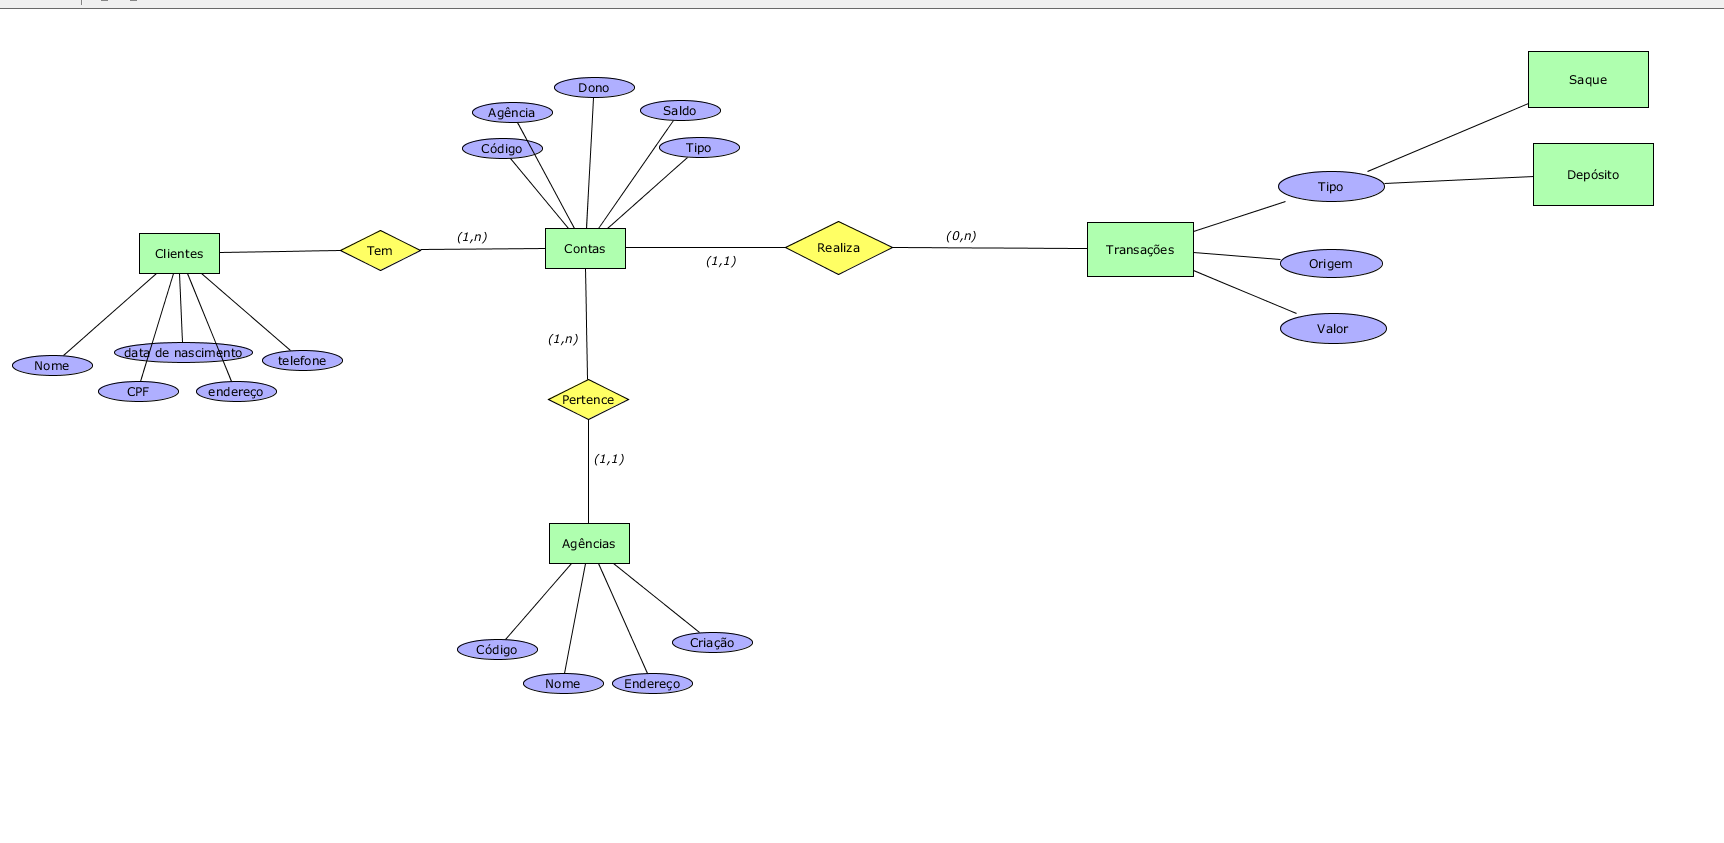 Saque
Dono
Agência
Saldo
Código
Tipo
Depósito
Tipo
Clientes
Tem
(1,n)
Contas
(1,1)
Realiza
(0,n)
Transações
Origem
Valor
(1,n)
Nome
data de nascimento
telefone
CPF
endereço
Pertence
(1,1)
Agências
Código
Criação
Nome
Endereço